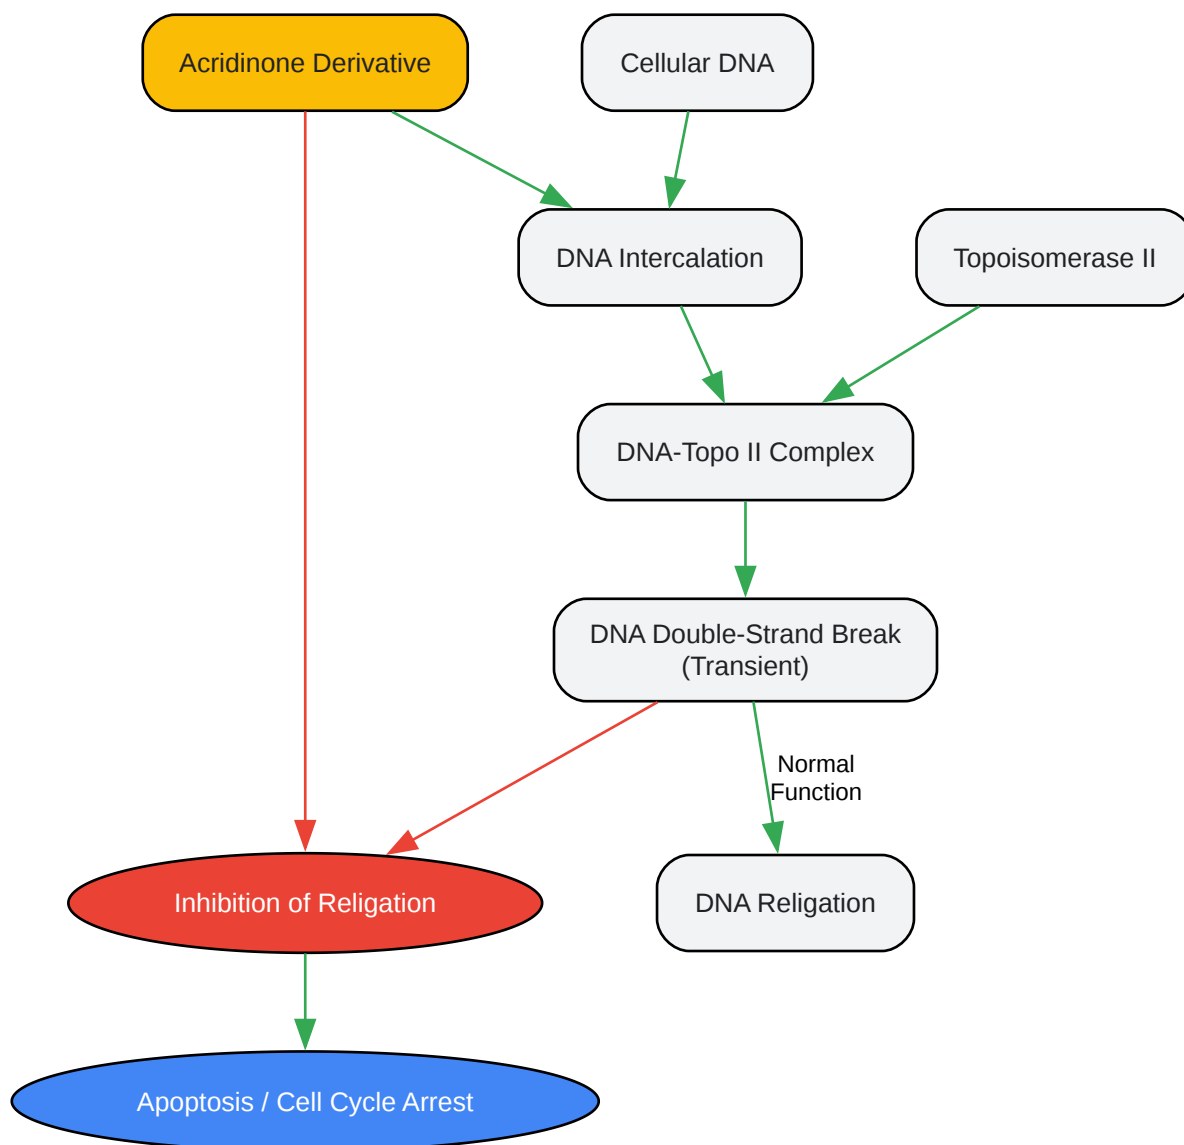 Acridinone Derivative
Cellular DNA
DNA Intercalation
Topoisomerase II
DNA-Topo II Complex
DNA Double-Strand Break
(Transient)
Normal
Function
Inhibition of Religation
DNA Religation
Apoptosis / Cell Cycle Arrest